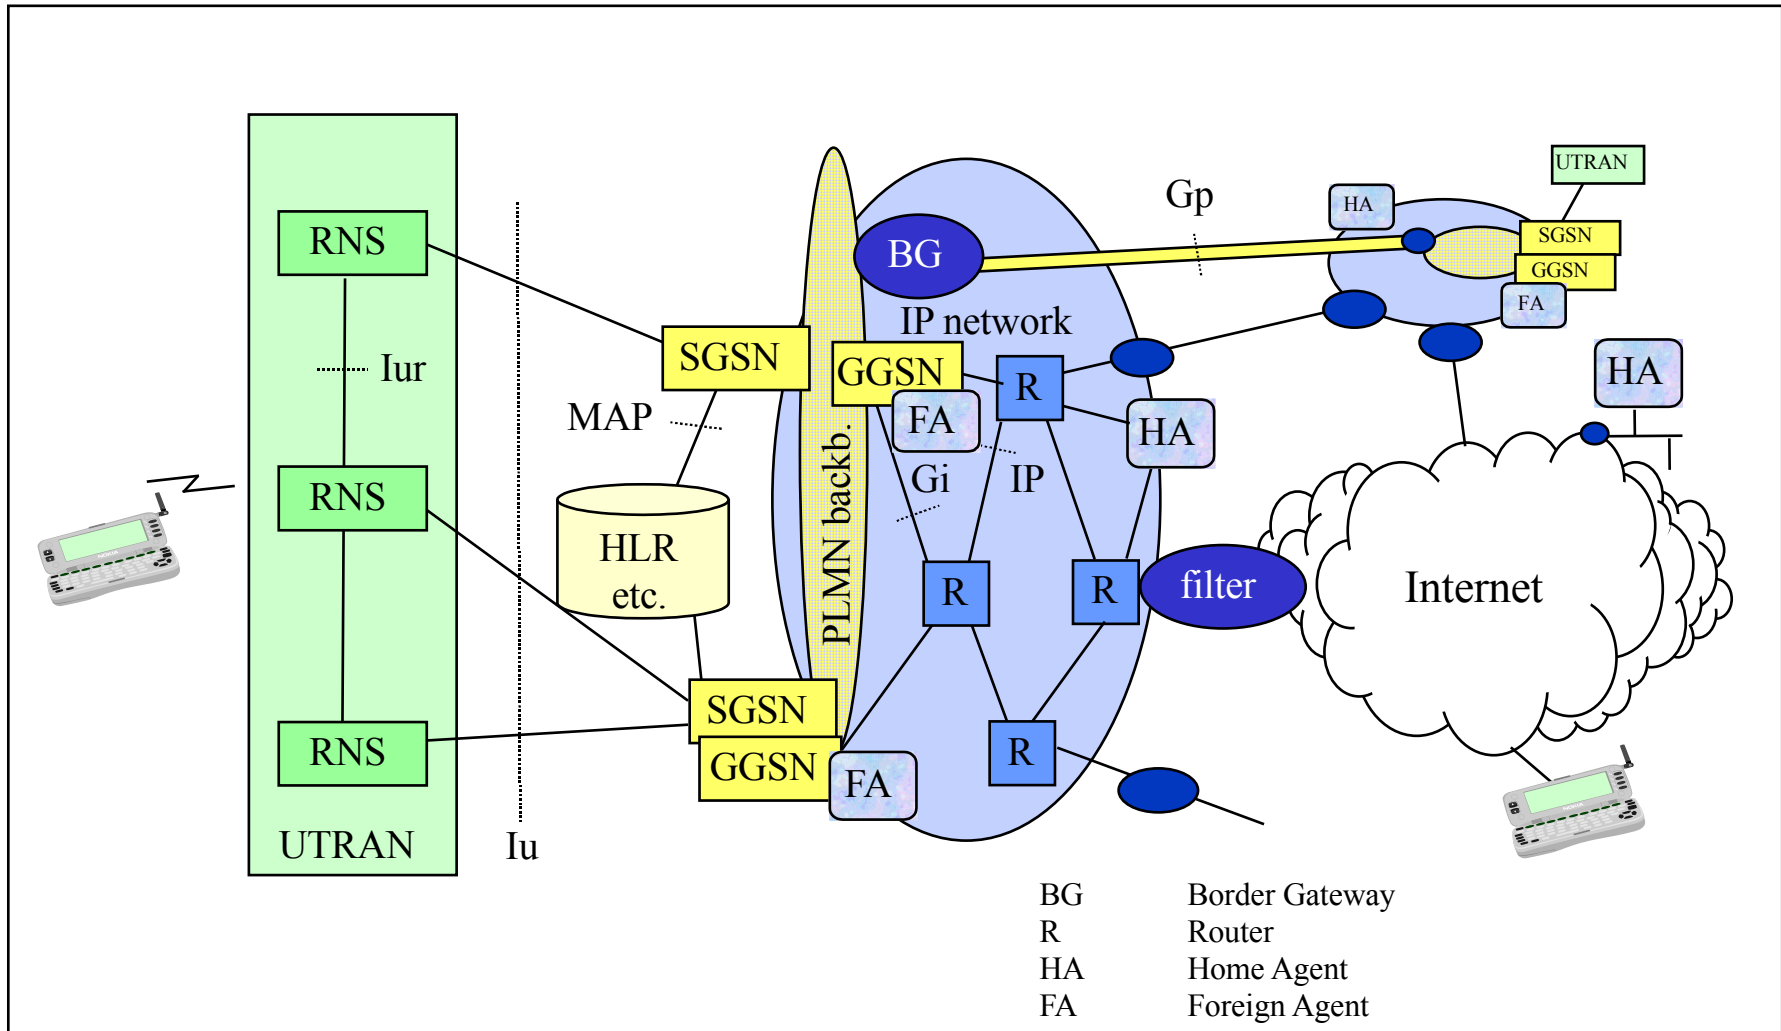 UTRAN
Gp
HA
RNS
BG
SGSN
GGSN
FA
IP network
SGSN
GGSN
R
Iur
HA
MAP
FA
HA
PLMN backb.
Gi
IP
RNS
HLR
etc.
R
R
filter
Internet
SGSN
RNS
GGSN
FA
R
UTRAN
Iu
BG Border Gateway
R Router
HA Home Agent
FA Foreign Agent